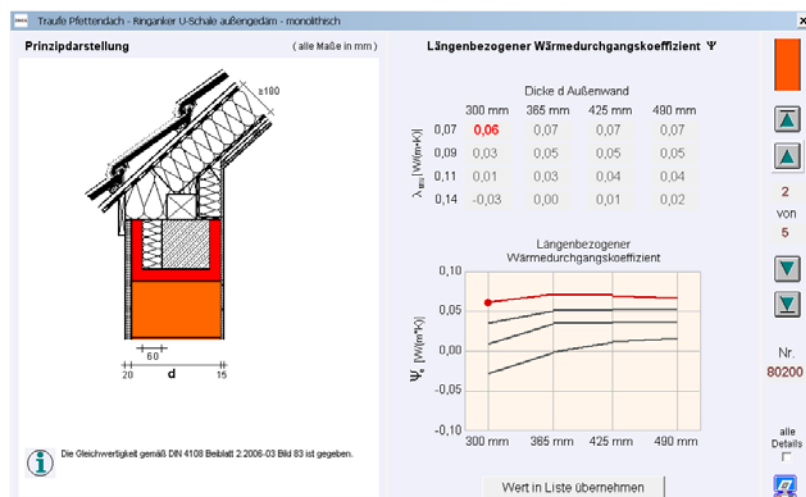 Traufe Pfettendach - Ringanker U-Schale außengedäm - monolithisch
Prinzipdarstellung (alle Maße in mm)
≥180
60
20 d 15
Die Gleichwertigkeit gemäß DIN 4108 Beiblatt 2:2006-03 Bild 83 ist gegeben.
Längenbezogener Wärmedurchgangskoeffizient Ψ
Dicke d Außenwand
300 mm 365 mm 425 mm 490 mm
λMW [W/(m•K)]
0,07 0,06 0,07 0,07 0,07
0,09 0,03 0,05 0,05 0,05
0,11 0,01 0,03 0,04 0,04
0,14 -0,03 0,00 0,01 0,02
Längenbezogener
Wärmedurchgangskoeffizient
Ψe [W/(m*K)]
0,10
0,05
0,00
-0,05
-0,10
300 mm 365 mm 425 mm 490 mm
Wert in Liste übernehmen
2
von
5
Nr.
80200
alle
Details